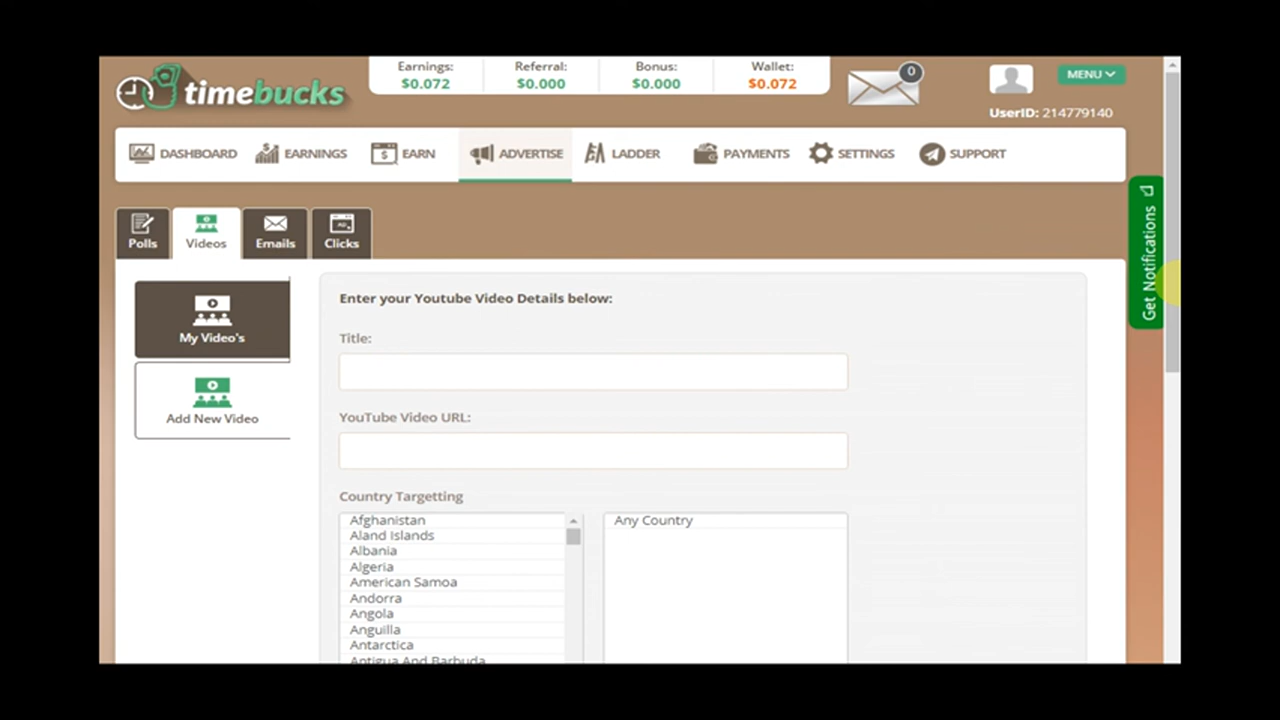 timebucks
Earnings: Referral: Bonus: Wallet:
$0.072 $0.000 $0.000 $0.072
0
MENU
UserID: 214779140
DASHBOARD EARNINGS EARN ADVERTISE LADDER PAYMENTS SETTINGS SUPPORT
Get Notifications
Polls Videos Emails Clicks
My Video's
Add New Video
Enter your Youtube Video Details below:
Title:
YouTube Video URL:
Country Targetting
Afghanistan
Aland Islands
Albania
Algeria
American Samoa
Andorra
Angola
Anguilla
Antarctica
Antigua And Barbuda
Any Country